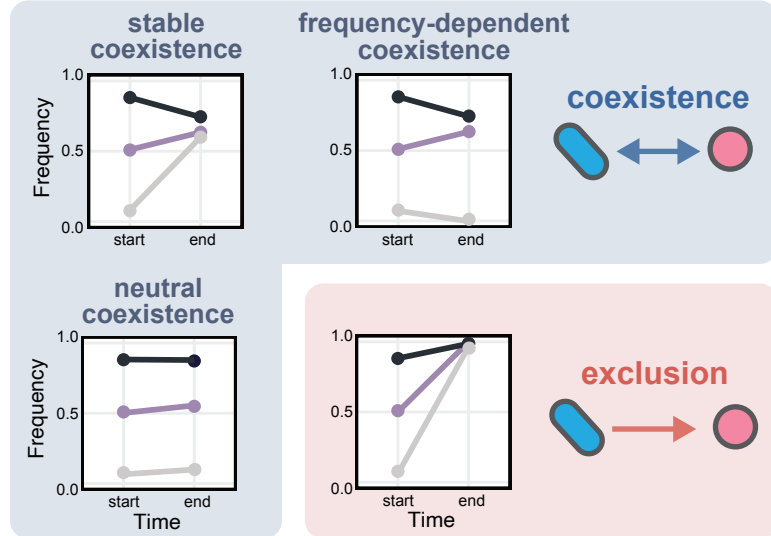 stable
coexistence
1.0
Frequency
0.5
0.0
start end
frequency-dependent
coexistence
1.0
0.5
0.0
start end
coexistence
neutral
coexistence
1.0
Frequency
0.5
0.0
start end
Time
1.0
0.5
0.0
start end
Time
exclusion